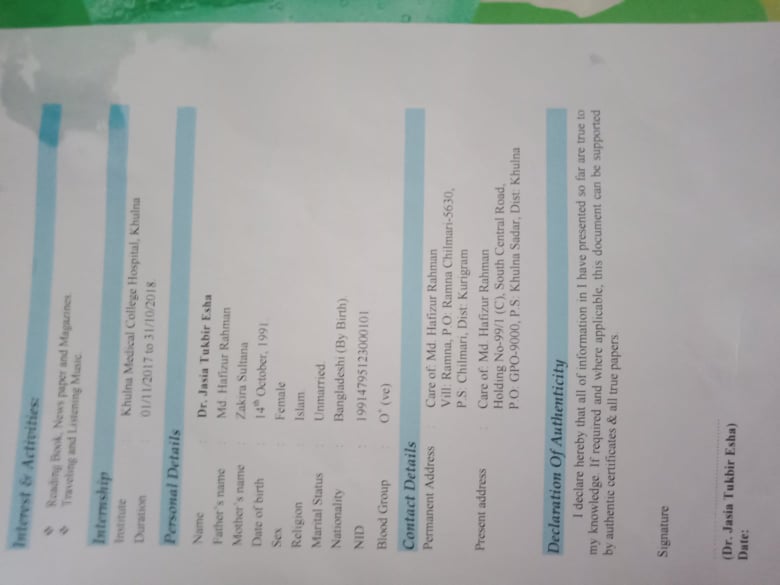 Interest & Activities:
❖ Reading Book, News paper and Magazines.
❖ Traveling and Listening Music.
Internship
Institute : Khulna Medical College Hospital, Khulna
Duration : 01/11/2017 to 31/10/2018.
Personal Details
Name : Dr. Jasia Tukbir Esha
Father's name : Md. Hafizur Rahman
Mother's name : Zakira Sultana
Date of birth : 14th October, 1991.
Sex : Female
Religion : Islam.
Marital Status : Unmarried.
Nationality : Bangladeshi (By Birth).
NID : 19914795123000101
Blood Group : O+ (ve)
Contact Details
Permanent Address : Care of: Md. Hafizur Rahman
Vill: Ramna, P.O: Ramna Chilmari-5630,
P.S: Chilmari, Dist: Kurigram
Present address : Care of: Md. Hafizur Rahman
Holding No-99/1 (C), South Central Road,
P.O. GPO-9000, P.S: Khulna Sadar, Dist: Khulna
Declaration Of Authenticity
I declare hereby that all of information in I have presented so far are true to
my knowledge. If required and where applicable, this document can be supported
by authentic certificates & all true papers.
Signature
(Dr. Jasia Tukbir Esha)
Date: